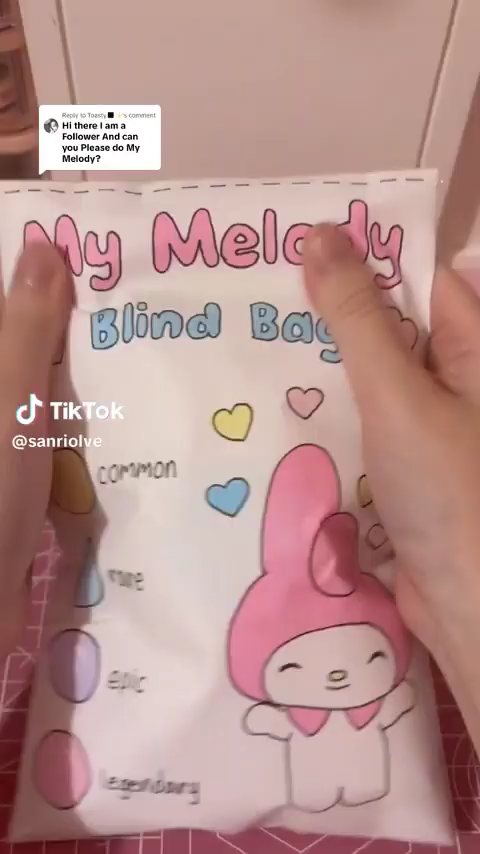 Reply to Toasty's comment
Hi there I am a
Follower And can
you Please do My
Melody?
My Melody
Blind Bag
TikTok
@sanriolve
common
rare
epic
legendary